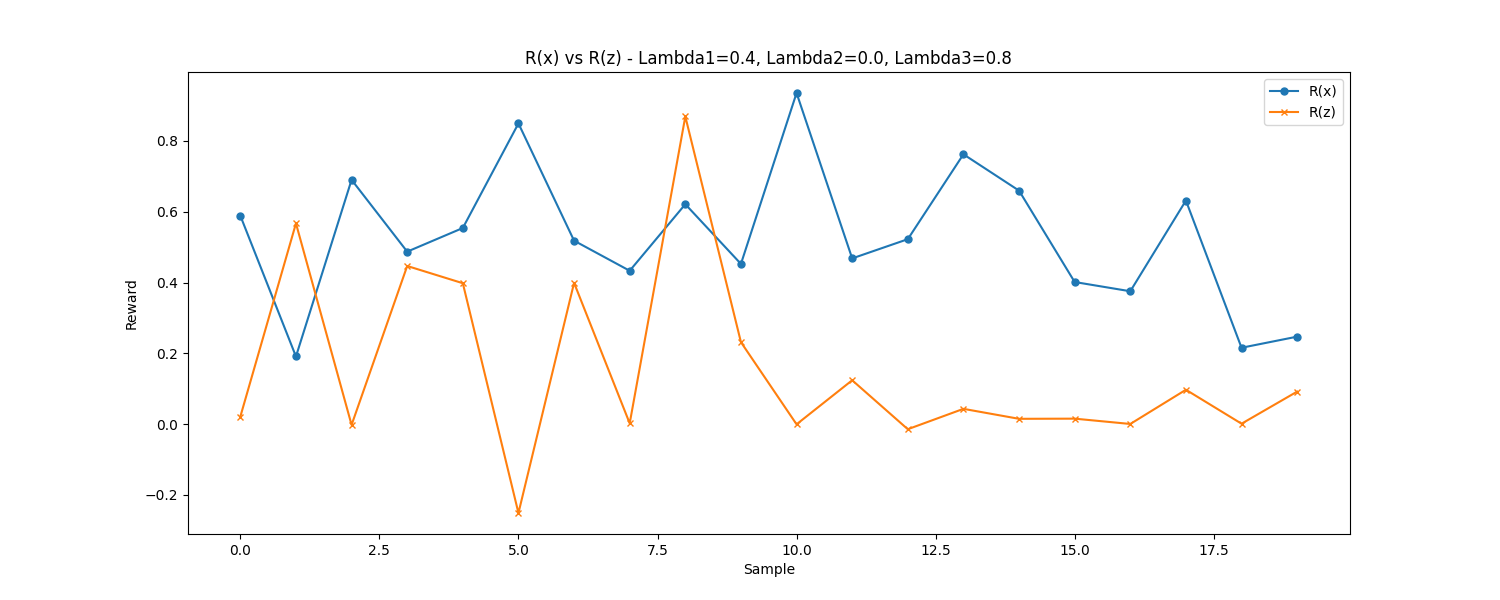 R(x) vs R(z) - Lambda1=0.4, Lambda2=0.0, Lambda3=0.8
R(x)
R(z)
0.8
0.6
0.4
0.2
0.0
−0.2
Reward
0.0 2.5 5.0 7.5 10.0 12.5 15.0 17.5
Sample